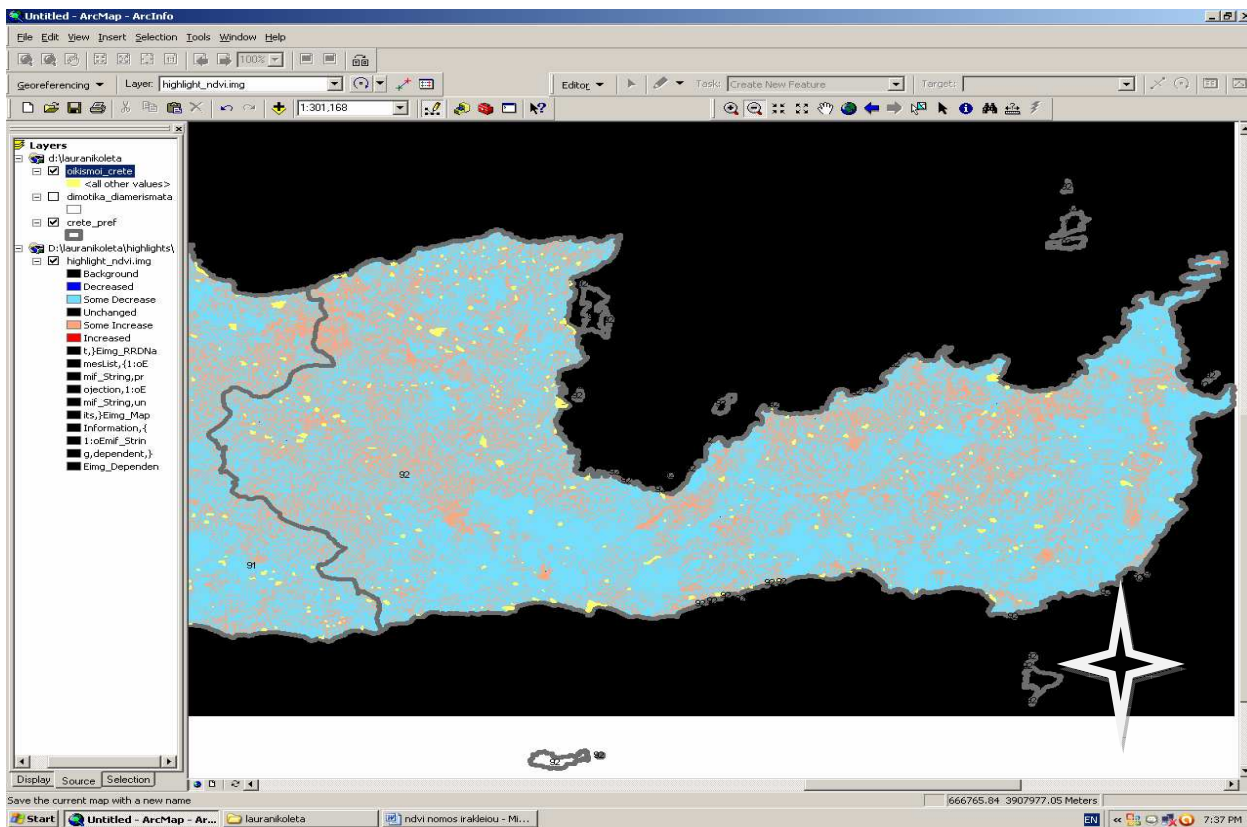 Untitled - ArcMap - ArcInfo
File Edit View Insert Selection Tools Window Help
100%
Georeferencing Layer: highlight_ndvi.img Editor Task: Create New Feature Target:
1:301,168
Layers
d:\lauranikoleta
oikismoi_crete
<all other values>
dimotika_diamerismata
crete_pref
D:\lauranikoleta\highlights\
highlight_ndvi.img
Background
Decreased
Some Decrease
Unchanged
Some Increase
Increased
t,}Eimg_RRDNa
mesList,{1:oE
mif_String,pr
ojection,1:oE
mif_String,un
its,}Eimg_Map
Information,{
1:oEmif_Strin
g,dependent,}
Eimg_Dependen
92
91
92
Display Source Selection
Save the current map with a new name 666765.84 3907977.05 Meters
Start Untitled - ArcMap - Ar... lauranikoleta ndvi nomos irakleiou - Mi... EN 7:37 PM